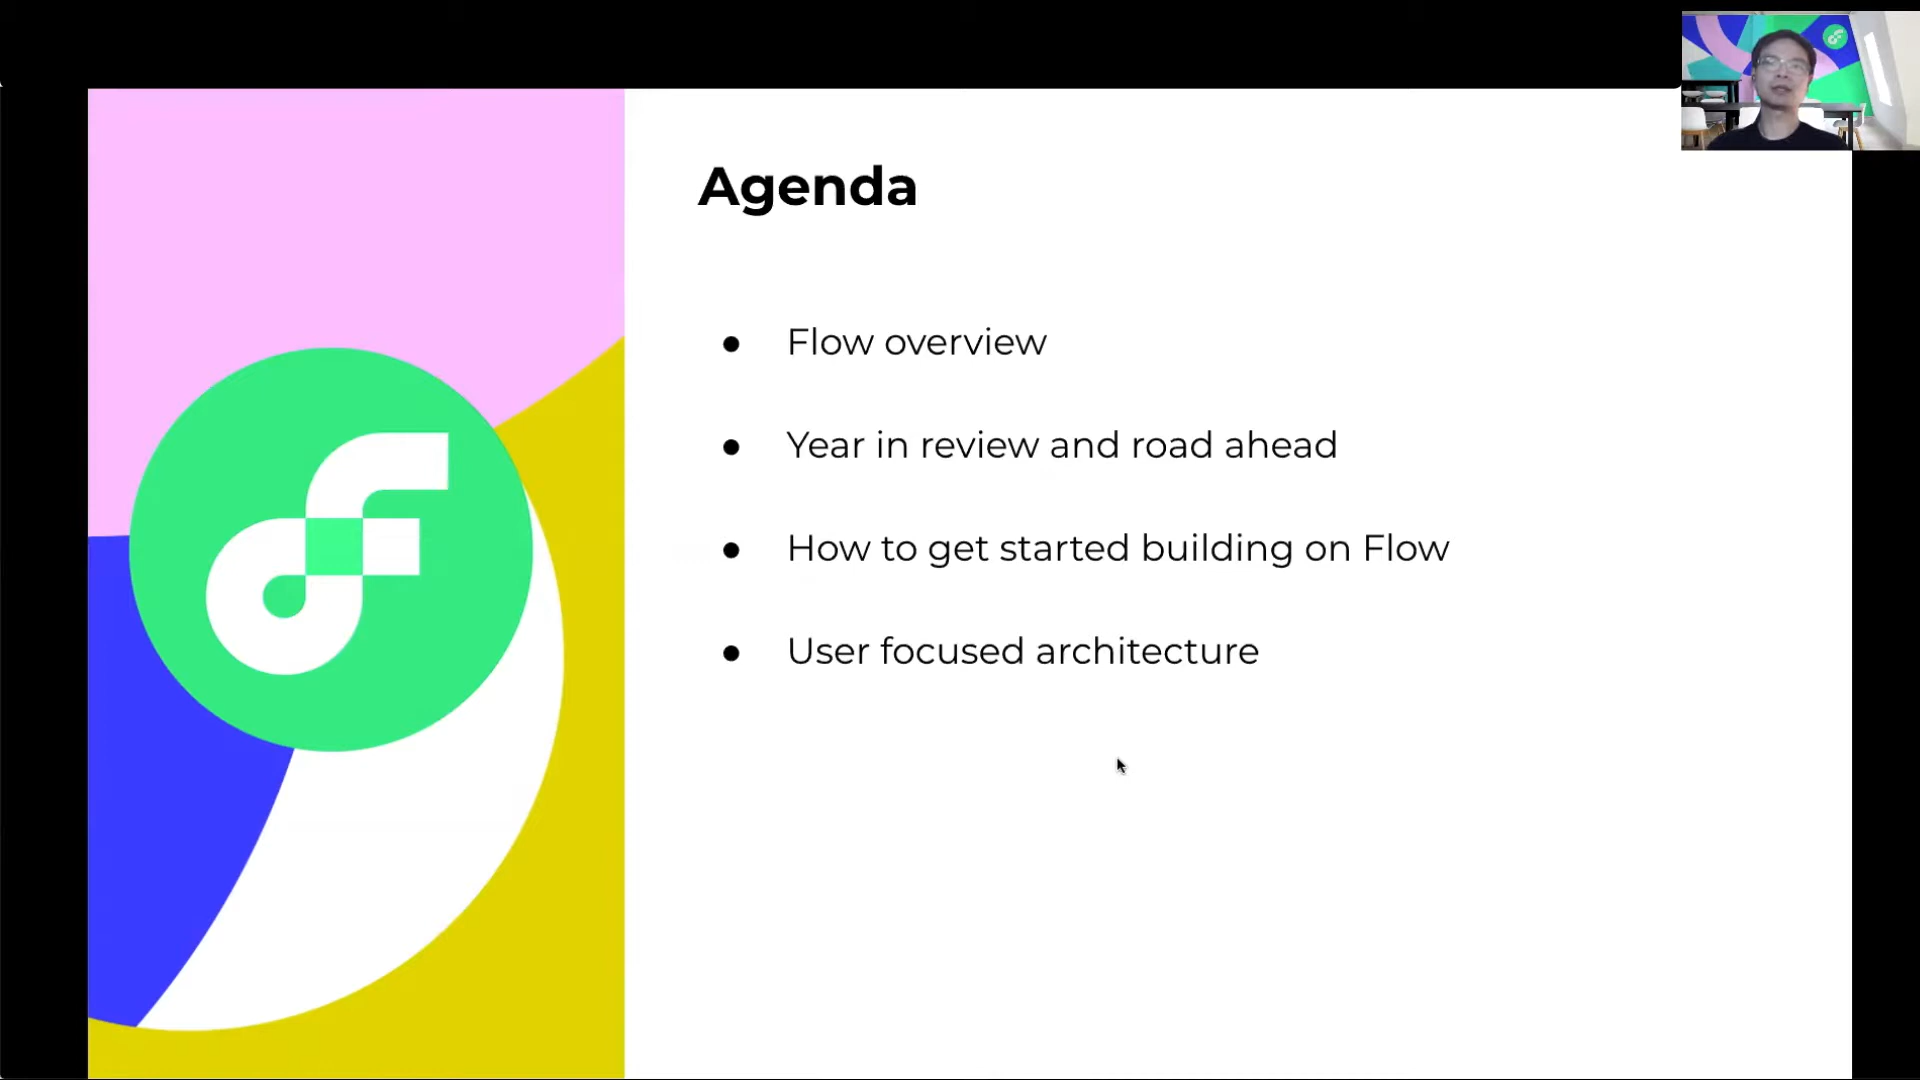 Agenda
● Flow overview
● Year in review and road ahead
● How to get started building on Flow
● User focused architecture